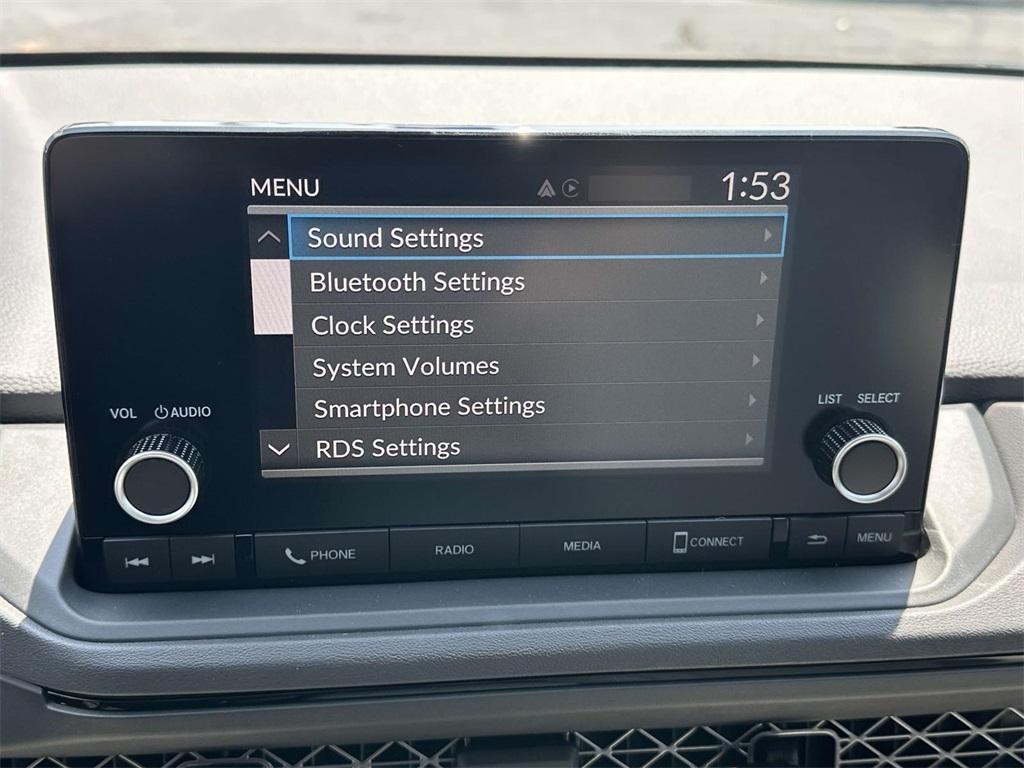 MENU 1:53
Sound Settings
Bluetooth Settings
Clock Settings
System Volumes
Smartphone Settings
RDS Settings
VOL AUDIO
LIST SELECT
PHONE RADIO MEDIA CONNECT MENU